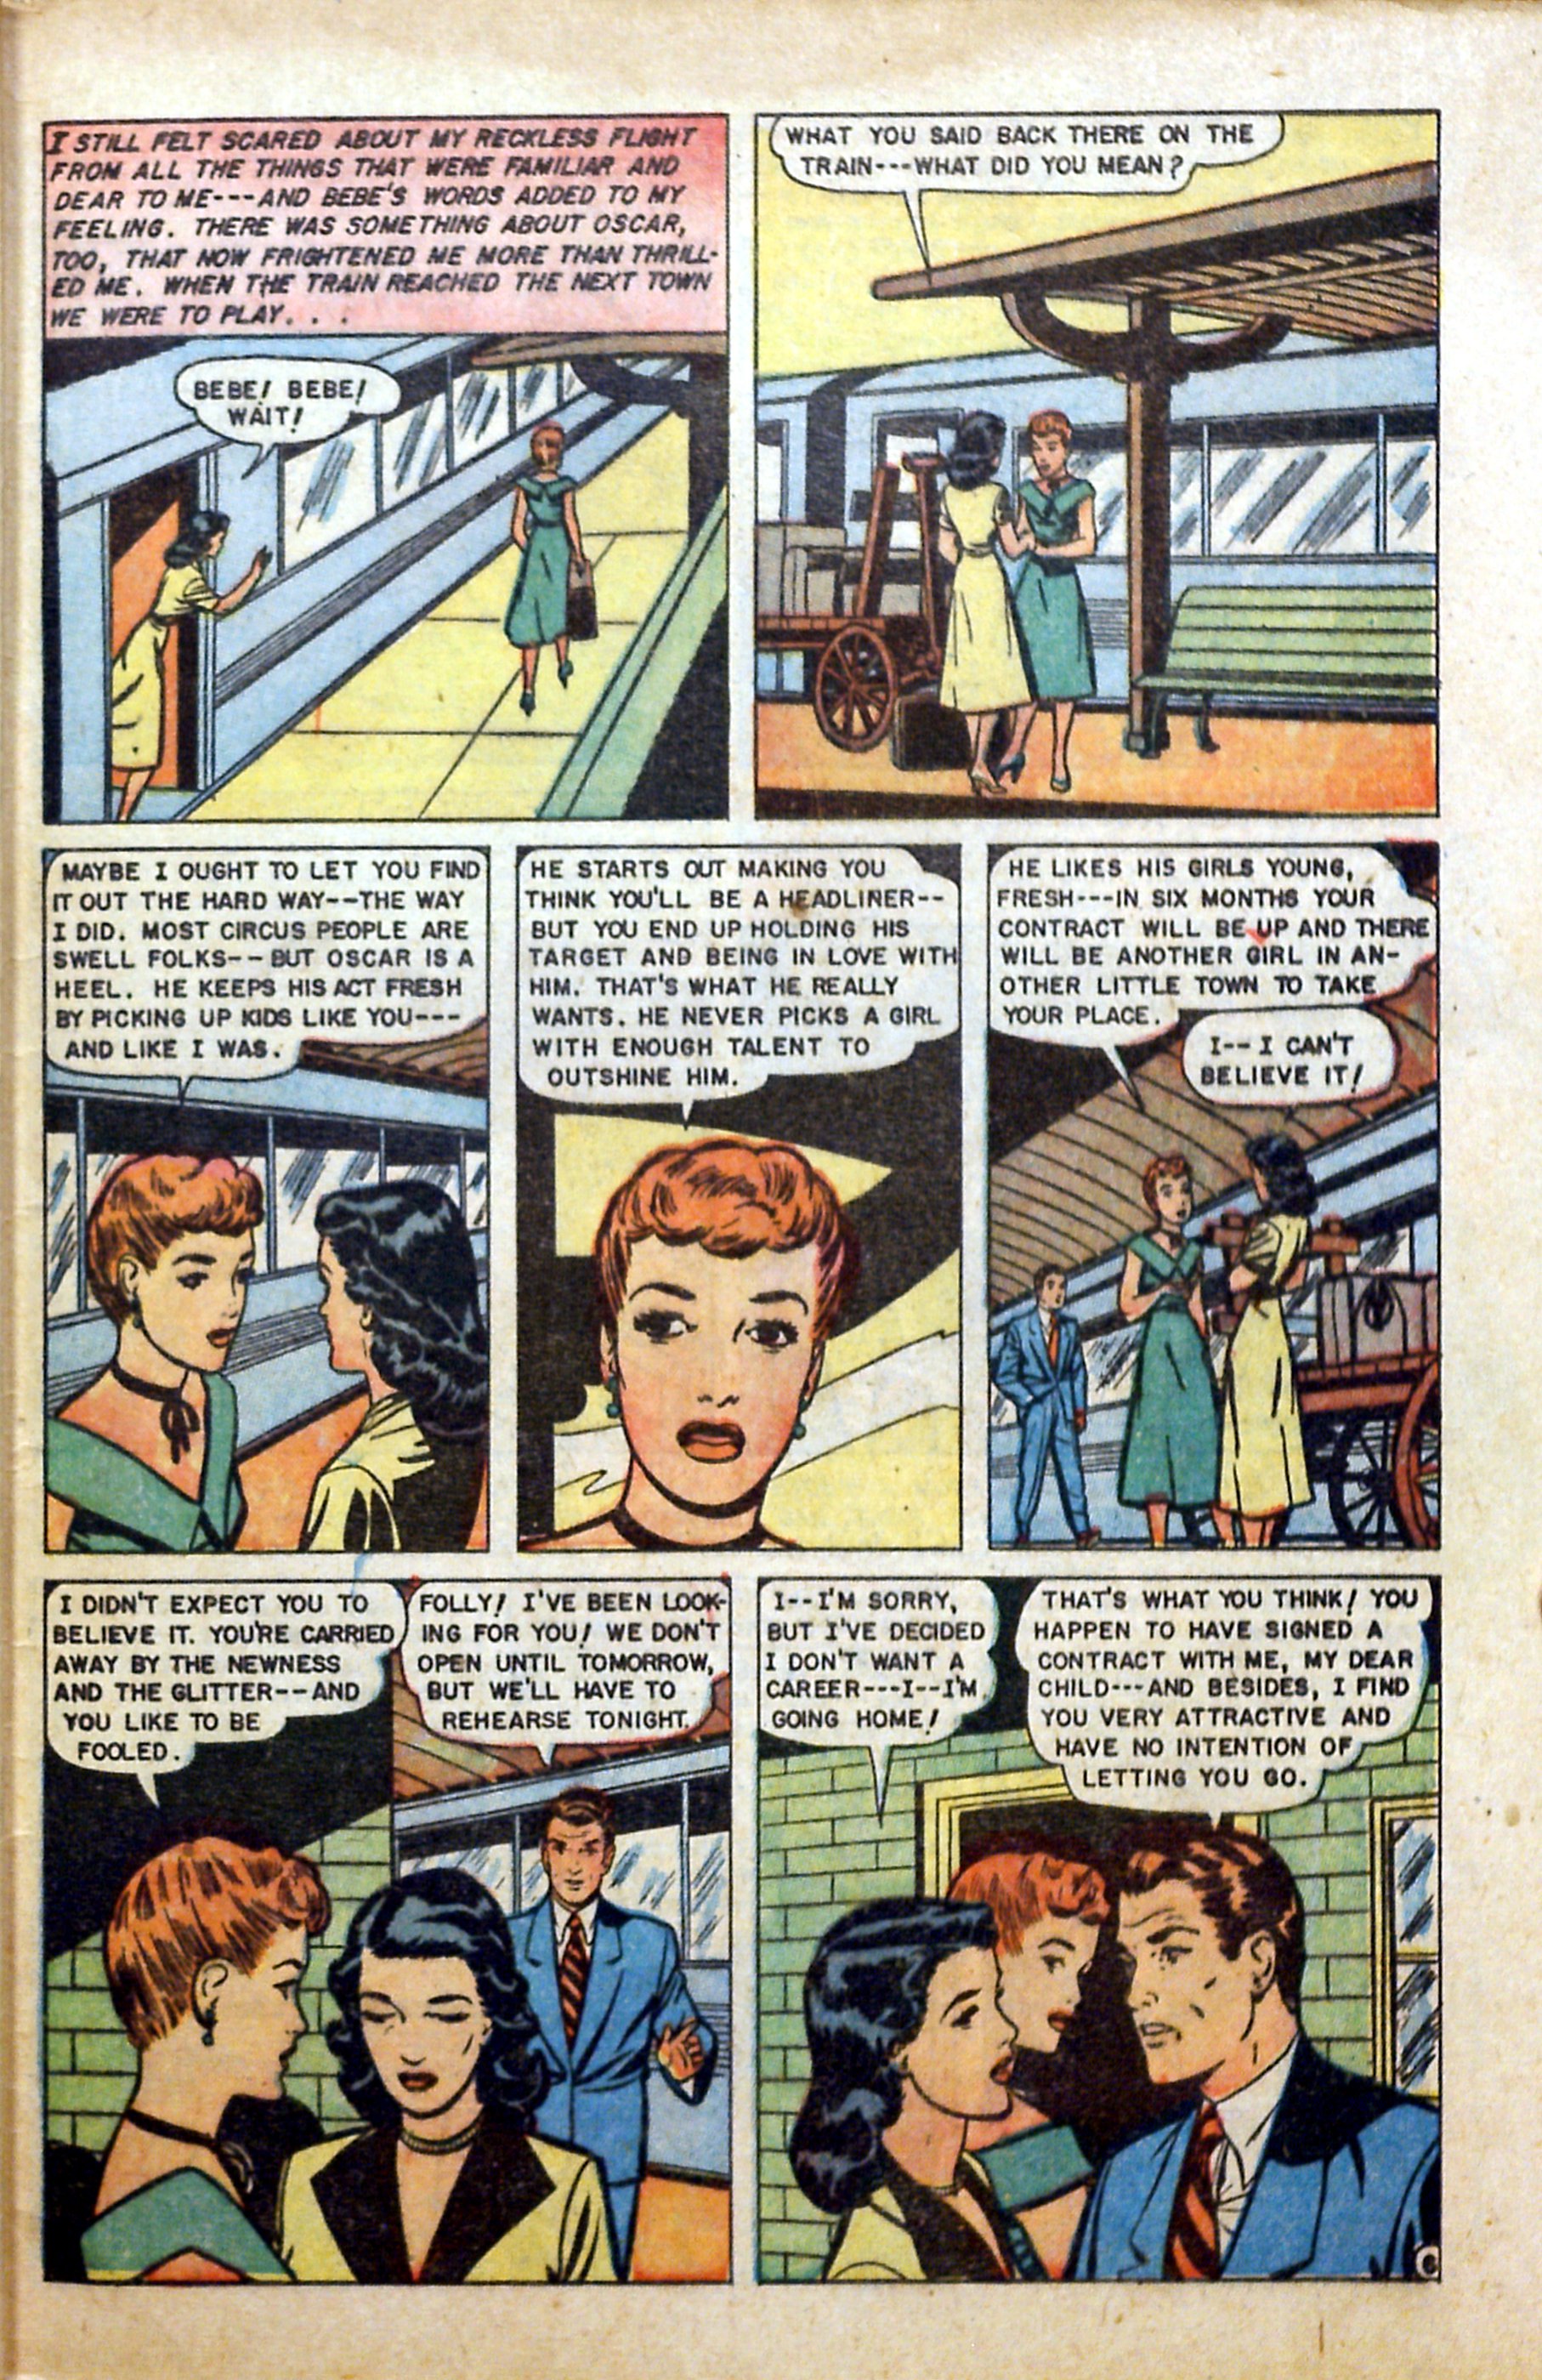 I STILL FELT SCARED ABOUT MY RECKLESS FLIGHT
FROM ALL THE THINGS THAT WERE FAMILIAR AND
DEAR TO ME---AND BEBE'S WORDS ADDED TO MY
FEELING. THERE WAS SOMETHING ABOUT OSCAR,
TOO, THAT NOW FRIGHTENED ME MORE THAN THRILL-
ED ME. WHEN THE TRAIN REACHED THE NEXT TOWN
WE WERE TO PLAY. . .
BEBE! BEBE!
WAIT!
WHAT YOU SAID BACK THERE ON THE
TRAIN---WHAT DID YOU MEAN?
MAYBE I OUGHT TO LET YOU FIND
IT OUT THE HARD WAY--THE WAY
I DID. MOST CIRCUS PEOPLE ARE
SWELL FOLKS--BUT OSCAR IS A
HEEL. HE KEEPS HIS ACT FRESH
BY PICKING UP KIDS LIKE YOU---
AND LIKE I WAS.
HE STARTS OUT MAKING YOU
THINK YOU'LL BE A HEADLINER--
BUT YOU END UP HOLDING HIS
TARGET AND BEING IN LOVE WITH
HIM. THAT'S WHAT HE REALLY
WANTS. HE NEVER PICKS A GIRL
WITH ENOUGH TALENT TO
OUTSHINE HIM.
HE LIKES HIS GIRLS YOUNG,
FRESH---IN SIX MONTHS YOUR
CONTRACT WILL BE UP AND THERE
WILL BE ANOTHER GIRL IN AN-
OTHER LITTLE TOWN TO TAKE
YOUR PLACE.
I--I CAN'T
BELIEVE IT!
I DIDN'T EXPECT YOU TO
BELIEVE IT. YOU'RE CARRIED
AWAY BY THE NEWNESS
AND THE GLITTER--AND
YOU LIKE TO BE
FOOLED.
FOLLY! I'VE BEEN LOOK-
ING FOR YOU! WE DON'T
OPEN UNTIL TOMORROW,
BUT WE'LL HAVE TO
REHEARSE TONIGHT.
I--I'M SORRY,
BUT I'VE DECIDED
I DON'T WANT A
CAREER---I--I'M
GOING HOME!
THAT'S WHAT YOU THINK! YOU
HAPPEN TO HAVE SIGNED A
CONTRACT WITH ME, MY DEAR
CHILD---AND BESIDES, I FIND
YOU VERY ATTRACTIVE AND
HAVE NO INTENTION OF
LETTING YOU GO.